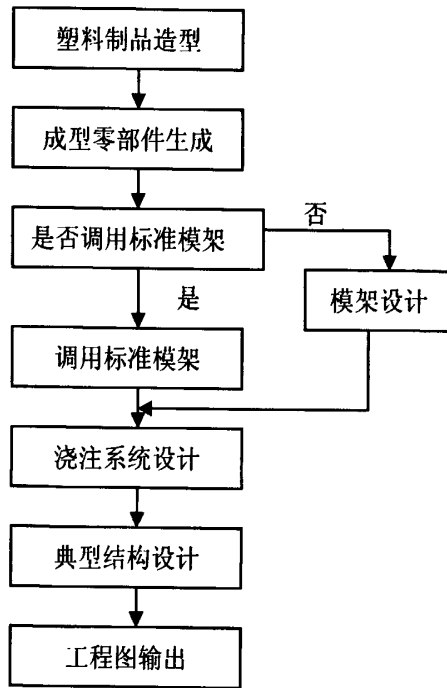 塑料制品造型
成型零部件生成
是否调用标准模架
否
是
模架设计
调用标准模架
浇注系统设计
典型结构设计
工程图输出